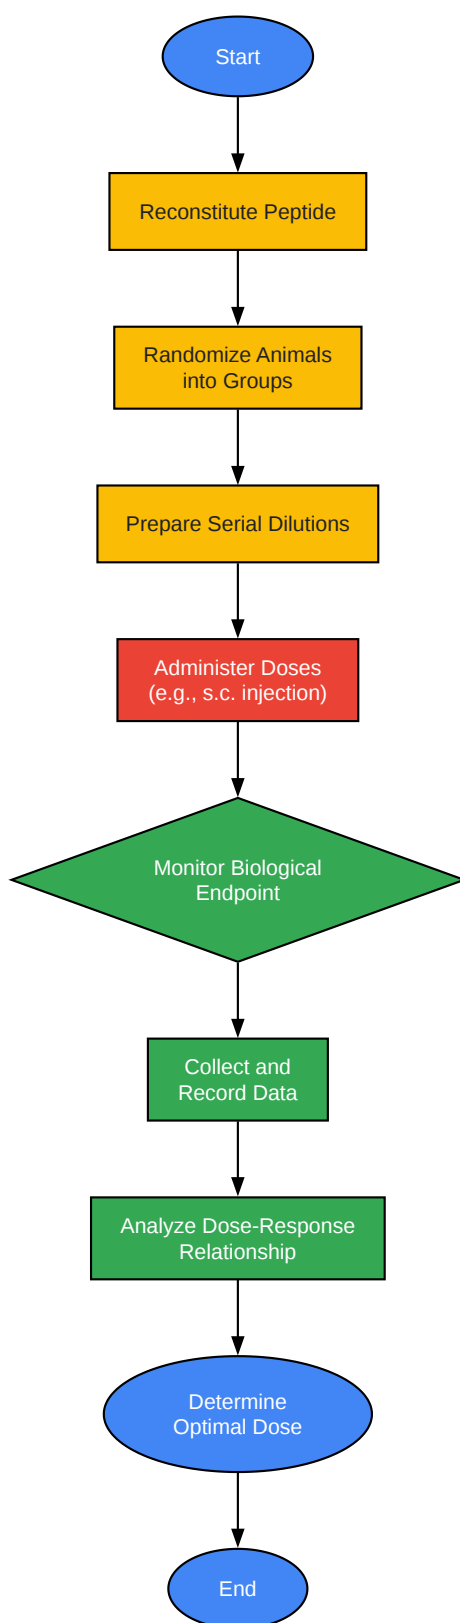 Start
Reconstitute Peptide
Randomize Animals
into Groups
Prepare Serial Dilutions
Administer Doses
(e.g., s.c. injection)
Monitor Biological
Endpoint
Collect and
Record Data
Analyze Dose-Response
Relationship
Determine
Optimal Dose
End